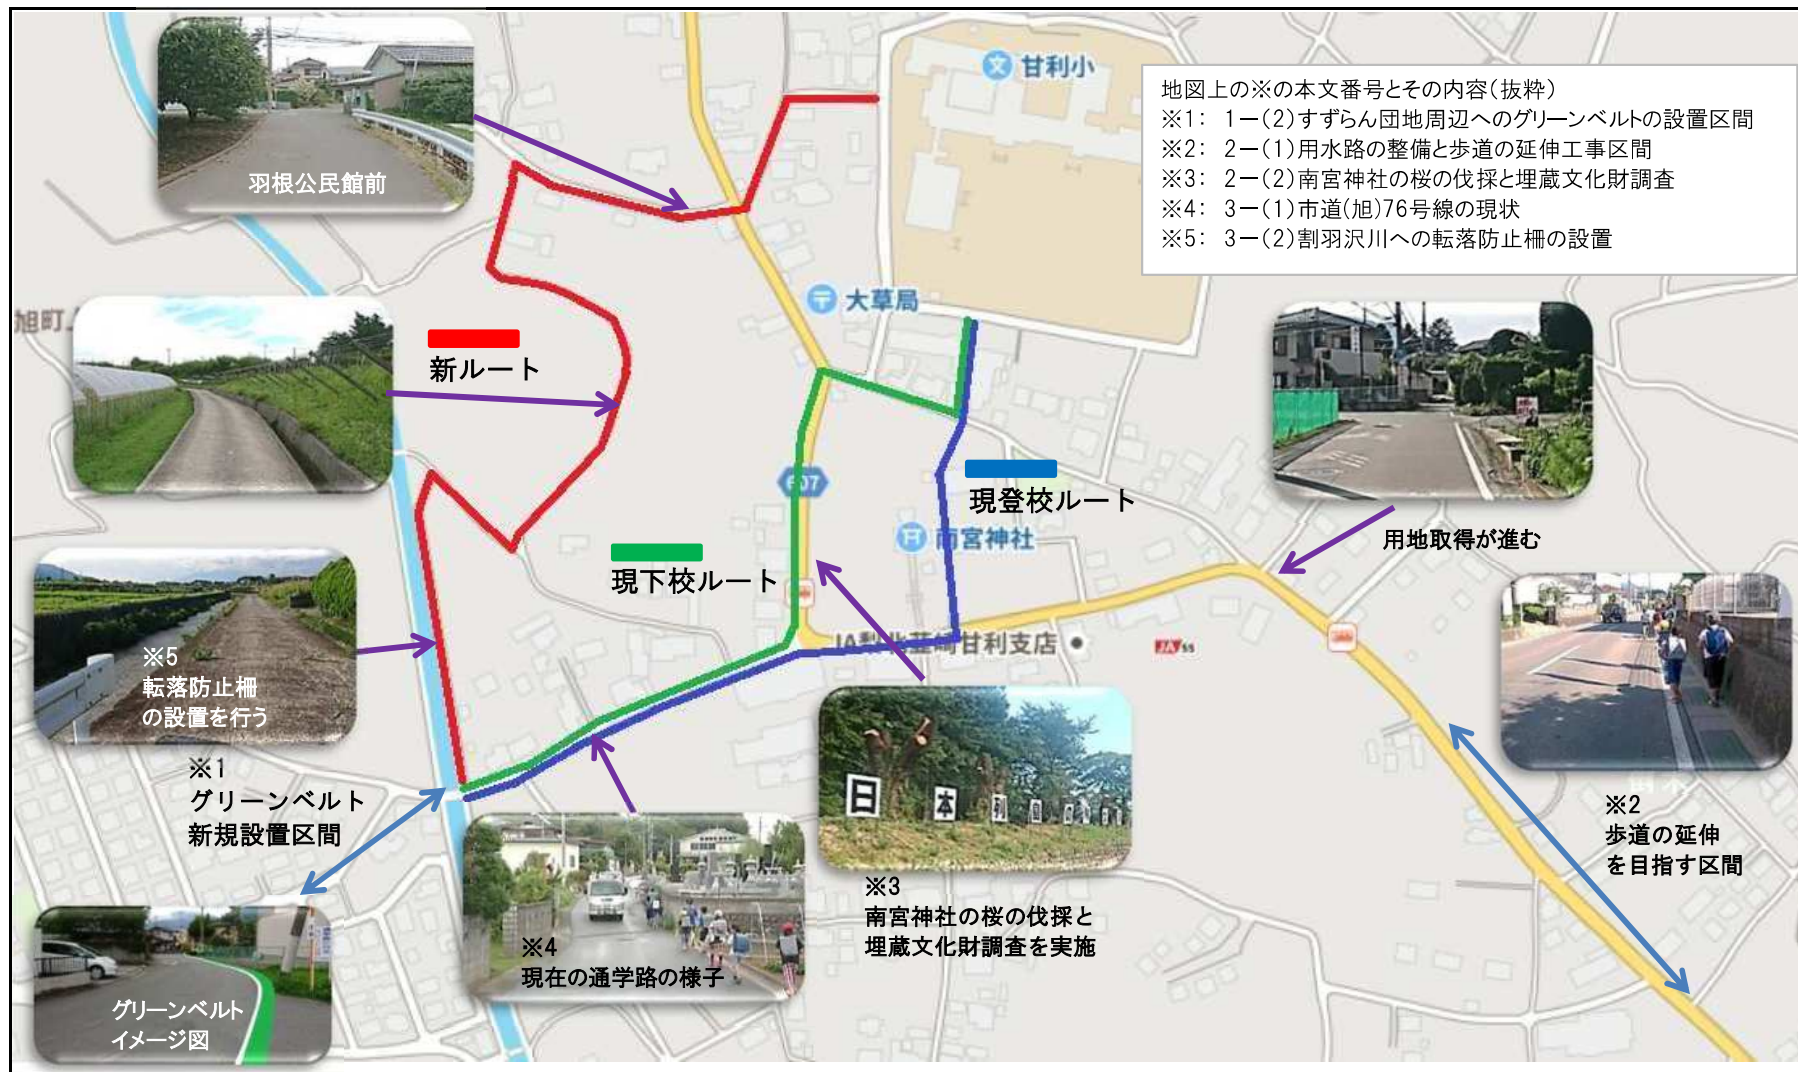 甘利小
地図上の※の本文番号とその内容(抜粋)
※1: 1－(2)すずらん団地周辺へのグリーンベルトの設置区間
※2: 2－(1)用水路の整備と歩道の延伸工事区間
※3: 2－(2)南宮神社の桜の伐採と埋蔵文化財調査
※4: 3－(1)市道(旭)76号線の現状
※5: 3－(2)割羽沢川への転落防止柵の設置
羽根公民館前
大草局
旭町
新ルート
607
現登校ルート
南宮神社
用地取得が進む
現下校ルート
JA梨北韮崎甘利支店
JA
※5
転落防止柵
の設置を行う
※1
グリーンベルト
新規設置区間
日本列島
※2
歩道の延伸
を目指す区間
※3
南宮神社の桜の伐採と
埋蔵文化財調査を実施
※4
現在の通学路の様子
グリーンベルト
イメージ図